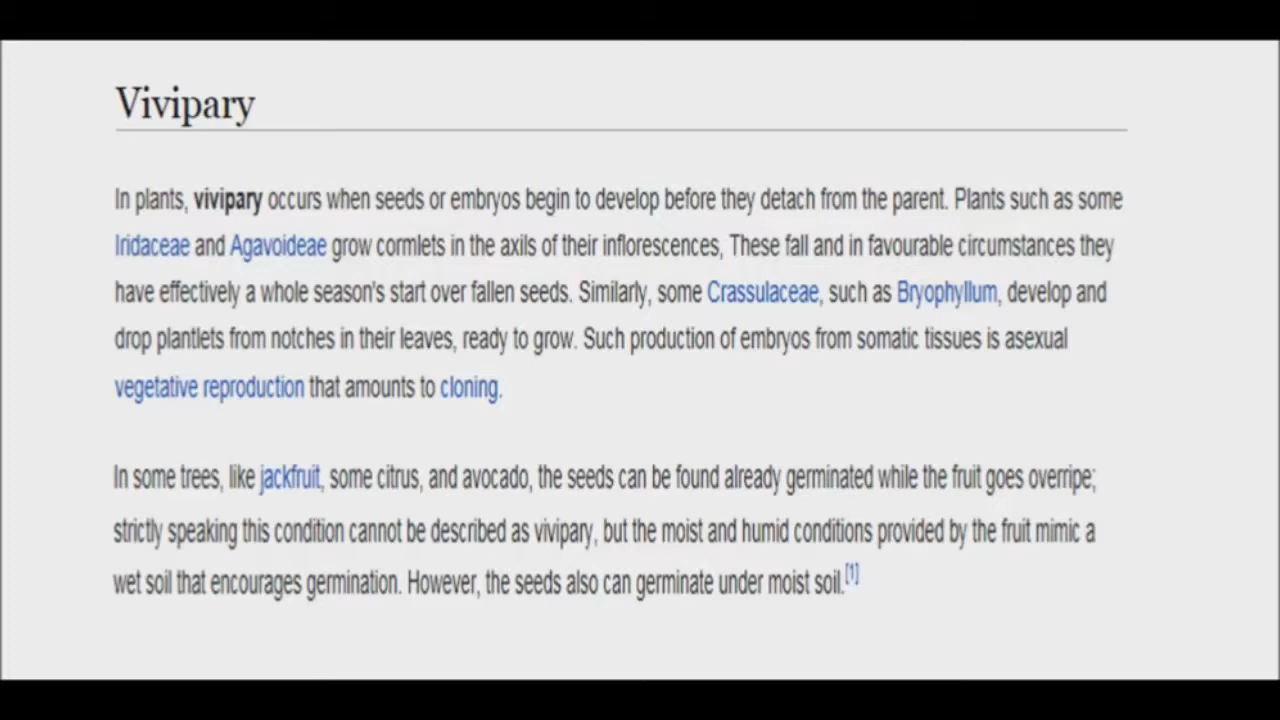 Vivipary
In plants, vivipary occurs when seeds or embryos begin to develop before they detach from the parent. Plants such as some
Iridaceae and Agavoideae grow cormlets in the axils of their inflorescences, These fall and in favourable circumstances they
have effectively a whole season's start over fallen seeds. Similarly, some Crassulaceae, such as Bryophyllum, develop and
drop plantlets from notches in their leaves, ready to grow. Such production of embryos from somatic tissues is asexual
vegetative reproduction that amounts to cloning.
In some trees, like jackfruit, some citrus, and avocado, the seeds can be found already germinated while the fruit goes overripe;
strictly speaking this condition cannot be described as vivipary, but the moist and humid conditions provided by the fruit mimic a
wet soil that encourages germination. However, the seeds also can germinate under moist soil.[1]